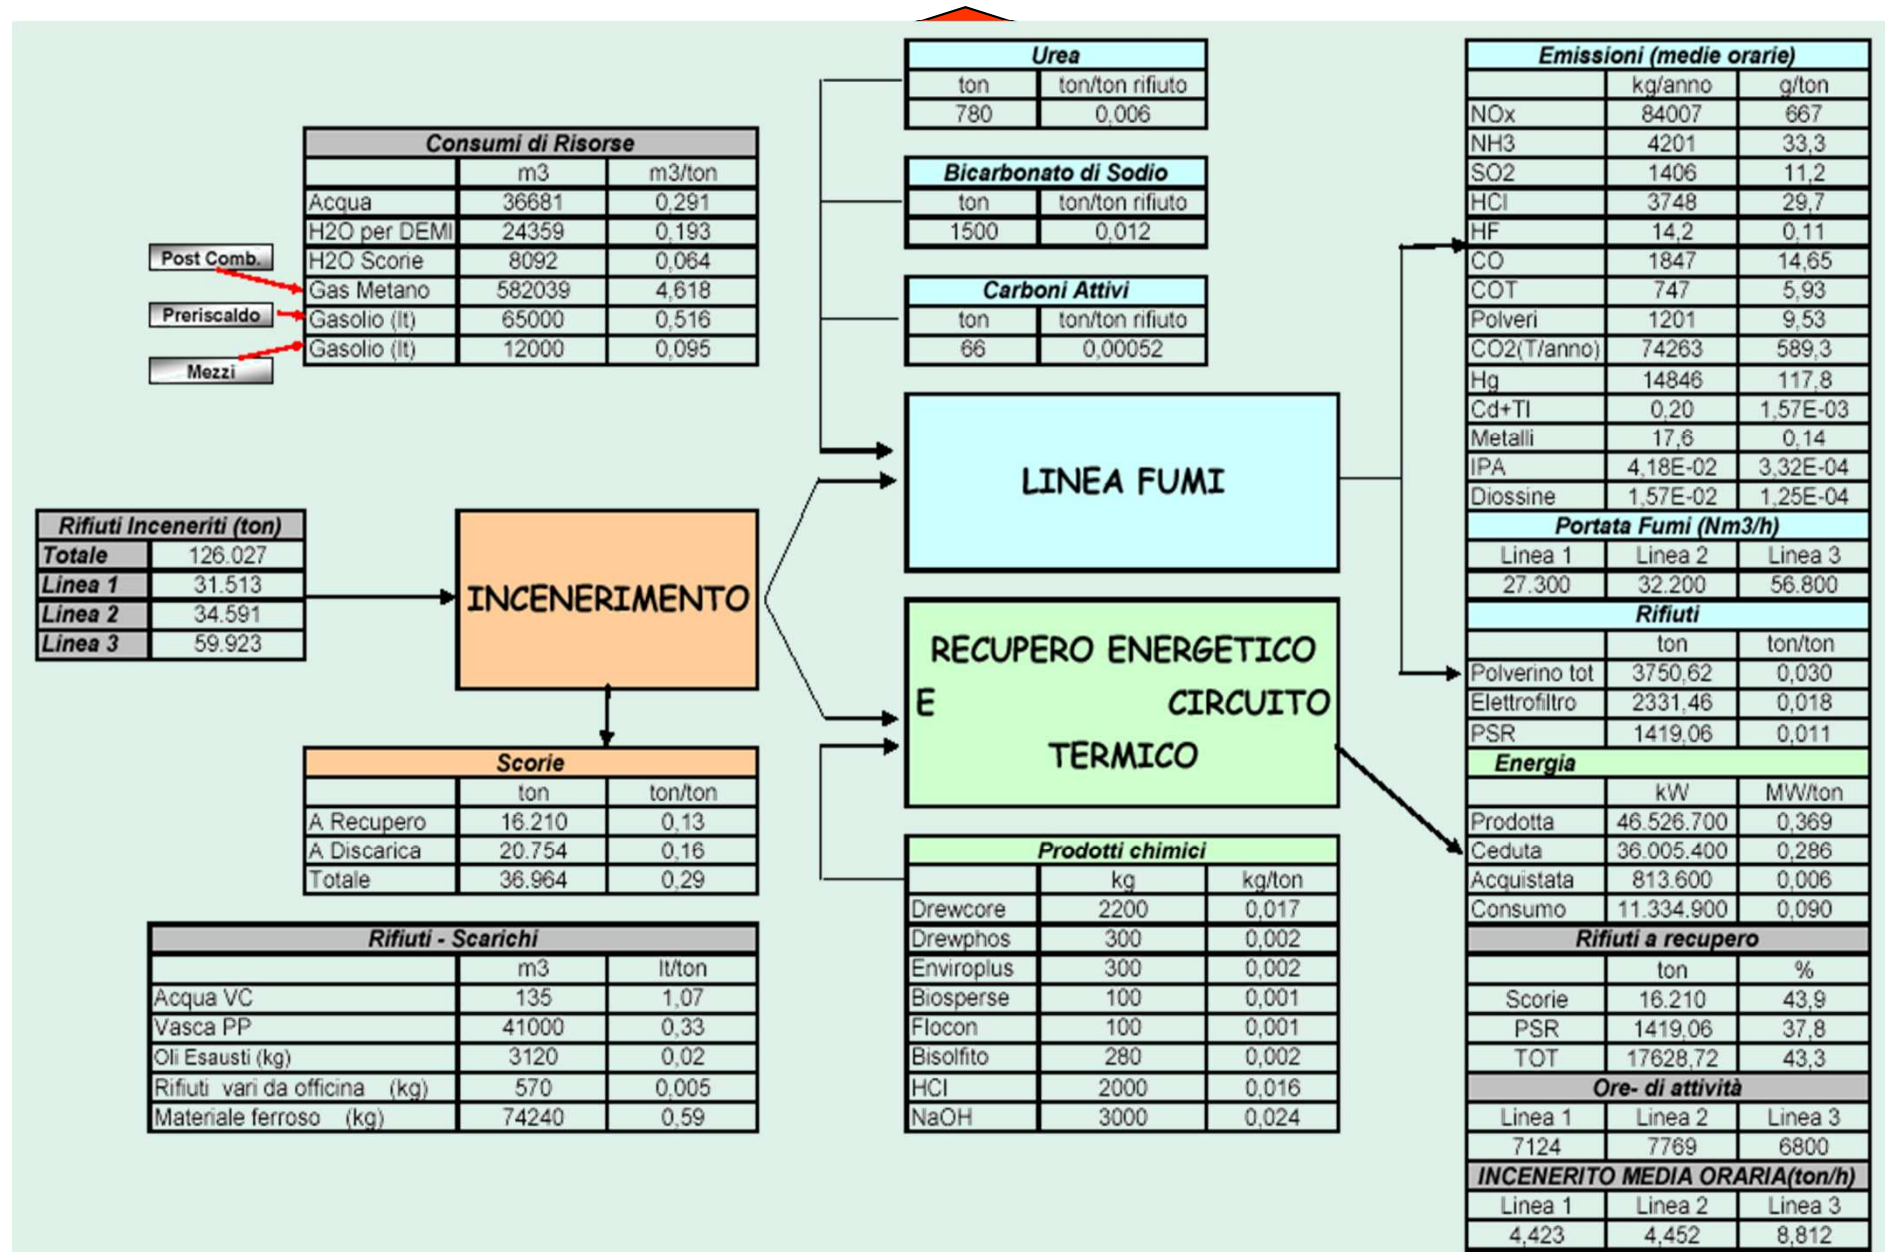 Urea
ton ton/ton rifiuto
780 0,006
Bicarbonato di Sodio
ton ton/ton rifiuto
1500 0,012
Carboni Attivi
ton ton/ton rifiuto
66 0,00052
Consumi di Risorse
m3 m3/ton
Acqua 36681 0,291
H2O per DEMI 24359 0,193
H2O Scorie 8092 0,064
Gas Metano 582039 4,618
Gasolio (lt) 65000 0,516
Gasolio (lt) 12000 0,095
Post Comb.
Preriscaldo
Mezzi
Rifiuti Inceneriti (ton)
Totale 126.027
Linea 1 31.513
Linea 2 34.591
Linea 3 59.923
INCENERIMENTO
LINEA FUMI
RECUPERO ENERGETICO
E CIRCUITO
TERMICO
Scorie
ton ton/ton
A Recupero 16.210 0,13
A Discarica 20.754 0,16
Totale 36.964 0,29
Rifiuti - Scarichi
m3 lt/ton
Acqua VC 135 1,07
Vasca PP 41000 0,33
Oli Esausti (kg) 3120 0,02
Rifiuti vari da officina (kg) 570 0,005
Materiale ferroso (kg) 74240 0,59
Prodotti chimici
kg kg/ton
Drewcore 2200 0,017
Drewphos 300 0,002
Enviroplus 300 0,002
Biosperse 100 0,001
Flocon 100 0,001
Bisolfito 280 0,002
HCl 2000 0,016
NaOH 3000 0,024
Emissioni (medie orarie)
kg/anno g/ton
NOx 84007 667
NH3 4201 33,3
SO2 1406 11,2
HCl 3748 29,7
HF 14,2 0,11
CO 1847 14,65
COT 747 5,93
Polveri 1201 9,53
CO2(T/anno) 74263 589,3
Hg 14846 117,8
Cd+Tl 0,20 1,57E-03
Metalli 17,6 0,14
IPA 4,18E-02 3,32E-04
Diossine 1,57E-02 1,25E-04
Portata Fumi (Nm3/h)
Linea 1 Linea 2 Linea 3
27.300 32.200 56.800
Rifiuti
ton ton/ton
Polverino tot 3750,62 0,030
Elettrofiltro 2331,46 0,018
PSR 1419,06 0,011
Energia
kW MW/ton
Prodotta 46.526.700 0,369
Ceduta 36.005.400 0,286
Acquistata 813.600 0,006
Consumo 11.334.900 0,090
Rifiuti a recupero
ton %
Scorie 16.210 43,9
PSR 1419,06 37,8
TOT 17628,72 43,3
Ore- di attività
Linea 1 Linea 2 Linea 3
7124 7769 6800
INCENERITO MEDIA ORARIA(ton/h)
Linea 1 Linea 2 Linea 3
4,423 4,452 8,812